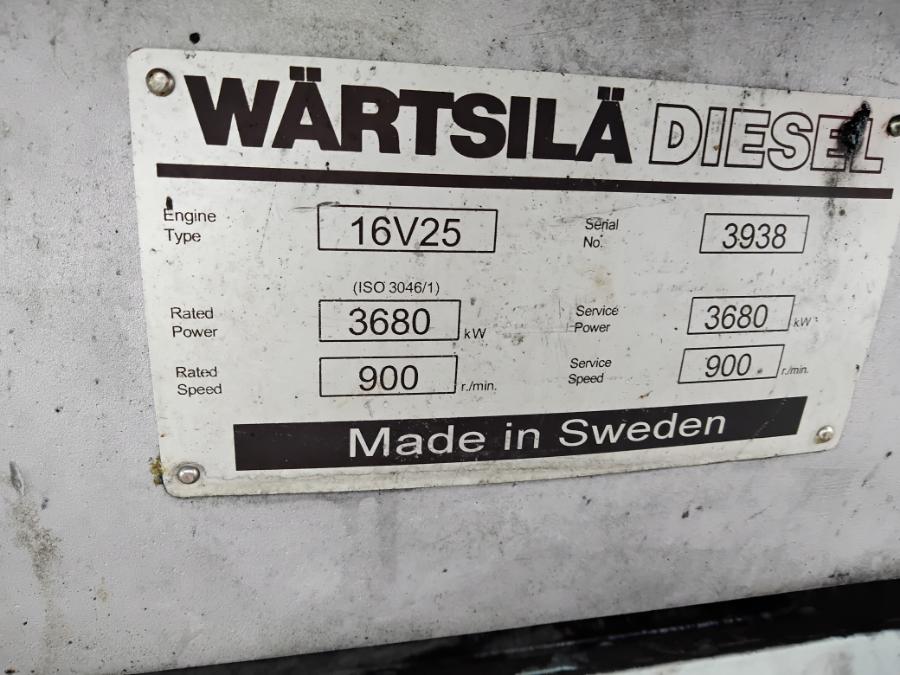 WÄRTSILÄ DIESEL
Engine Type 16V25 Serial No. 3938
(ISO 3046/1)
Rated Power 3680 kW Service Power 3680 kW
Rated Speed 900 r./min. Service Speed 900 r./min.
Made in Sweden